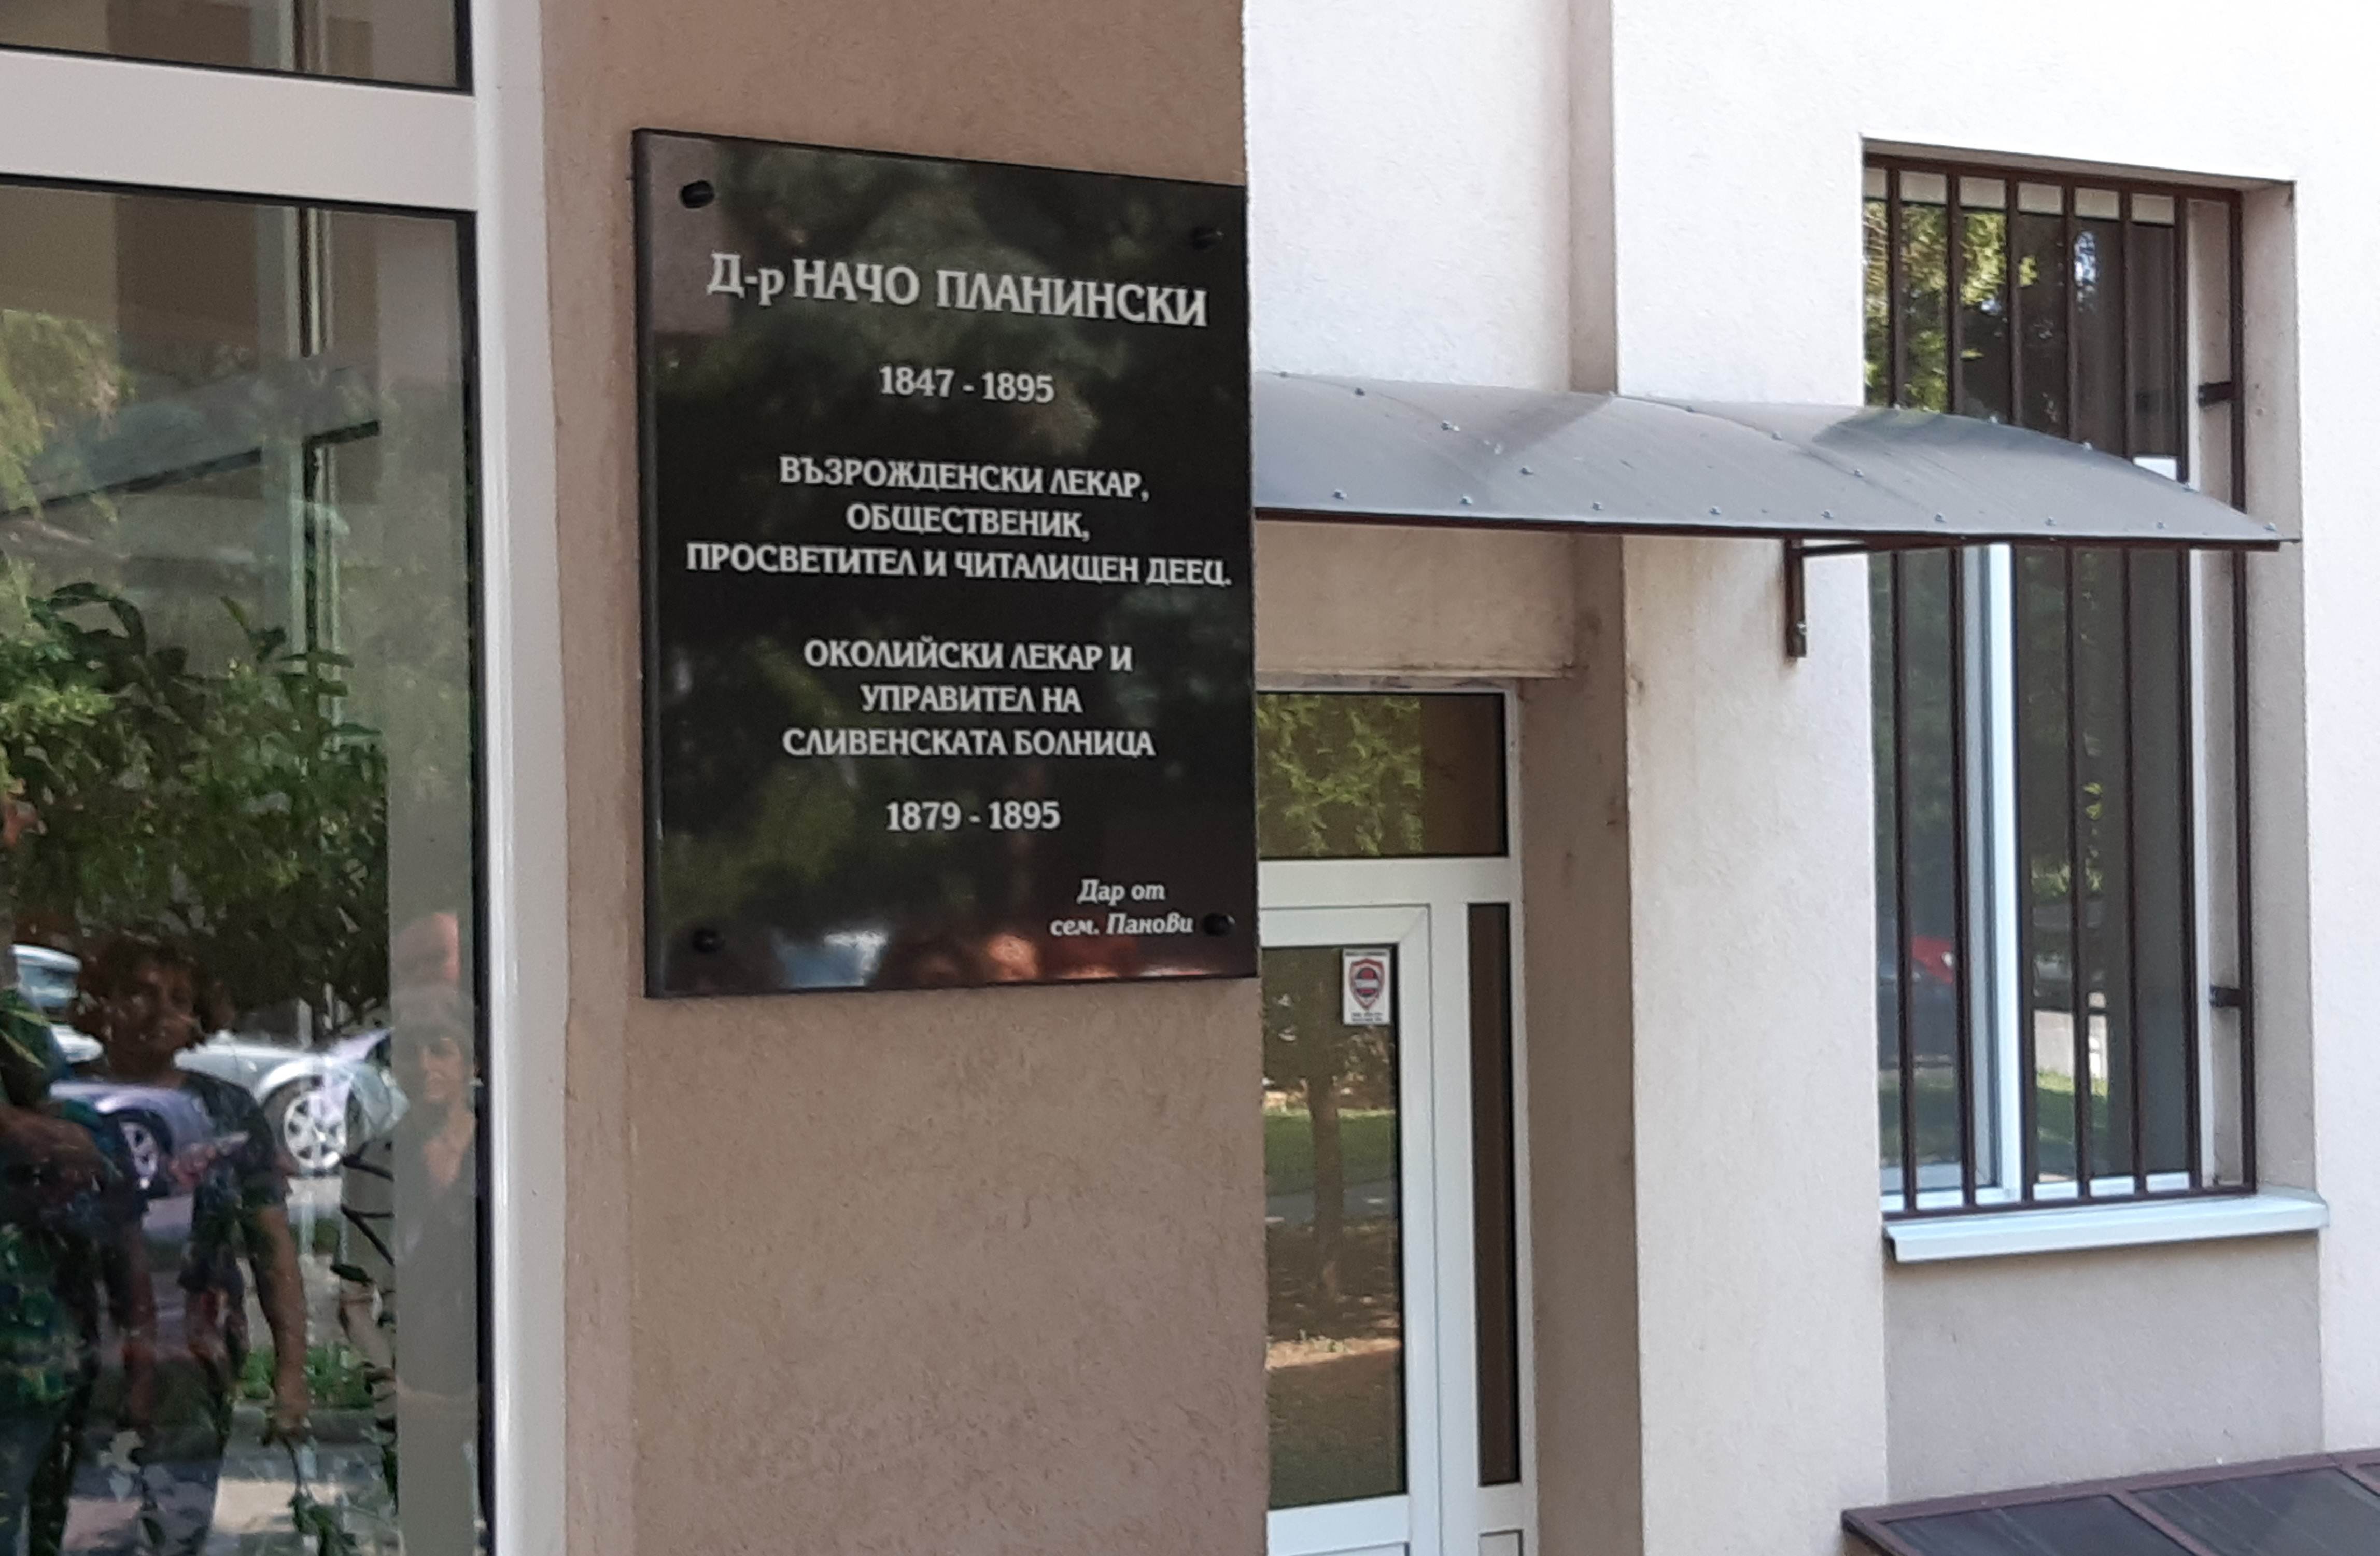 Д-р НАЧО ПЛАНИНСКИ
1847 - 1895
ВЪЗРОЖДЕНСКИ ЛЕКАР,
ОБЩЕСТВЕНИК,
ПРОСВЕТИТЕЛ И ЧИТАЛИЩЕН ДЕЕЦ.
ОКОЛИЙСКИ ЛЕКАР И
УПРАВИТЕЛ НА
СЛИВЕНСКАТА БОЛНИЦА
1879 - 1895
Дар от
сем. Панови